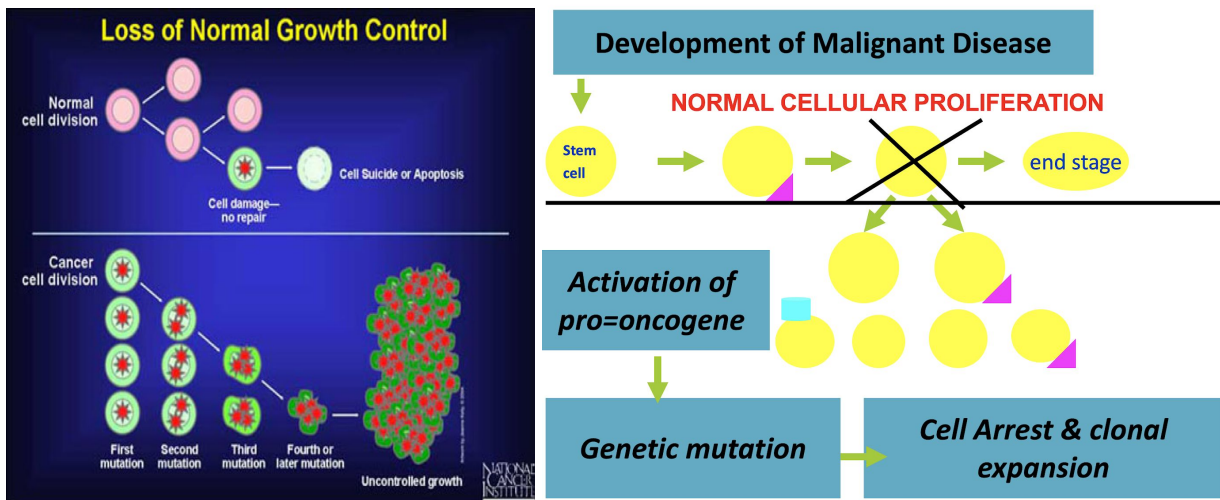 Loss of Normal Growth Control
Normal
cell division
Cell Suicide or Apoptosis
Cell damage—
no repair
Cancer
cell division
First
mutation
Second
mutation
Third
mutation
Fourth or
later mutation
Uncontrolled growth
NATIONAL
CANCER
INSTITUTE
Development of Malignant Disease
NORMAL CELLULAR PROLIFERATION
Stem
cell
end stage
Activation of
pro=oncogene
Genetic mutation
Cell Arrest & clonal
expansion